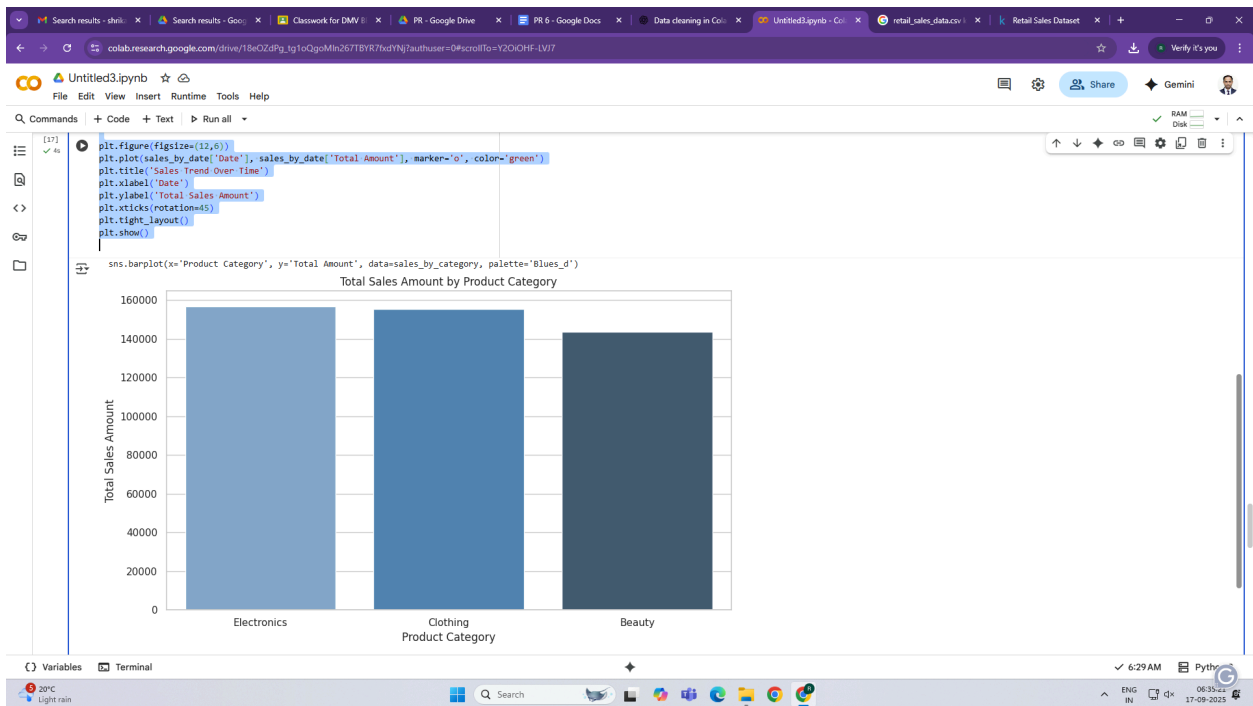 Search results - shrik
Search results - Goog
Classwork for DMV B
PR - Google Drive
PR 6 - Google Docs
Data cleaning in Cola
Untitled3.ipynb - Col
retail_sales_data.csv
Retail Sales Dataset
colab.research.google.com/drive/18eOZdPg_tg1oQgoMIn267TBYR7fxdYNj?authuser=0#scrollTo=Y2OiOHF-LVJ7
Verify it's you
CO Untitled3.ipynb
File Edit View Insert Runtime Tools Help
Share
Gemini
Commands + Code + Text Run all
RAM
Disk
[17]
4s
plt.figure(figsize=(12,6))
plt.plot(sales_by_date['Date'], sales_by_date['Total Amount'], marker='o', color='green')
plt.title('Sales Trend Over Time')
plt.xlabel('Date')
plt.ylabel('Total Sales Amount')
plt.xticks(rotation=45)
plt.tight_layout()
plt.show()
sns.barplot(x='Product Category', y='Total Amount', data=sales_by_category, palette='Blues_d')
Total Sales Amount by Product Category
160000
140000
120000
100000
80000
60000
40000
20000
0
Total Sales Amount
Electronics Clothing Beauty
Product Category
Variables Terminal
6:29 AM
5
20°C
Light rain
Search
ENG
IN
17-09-2025